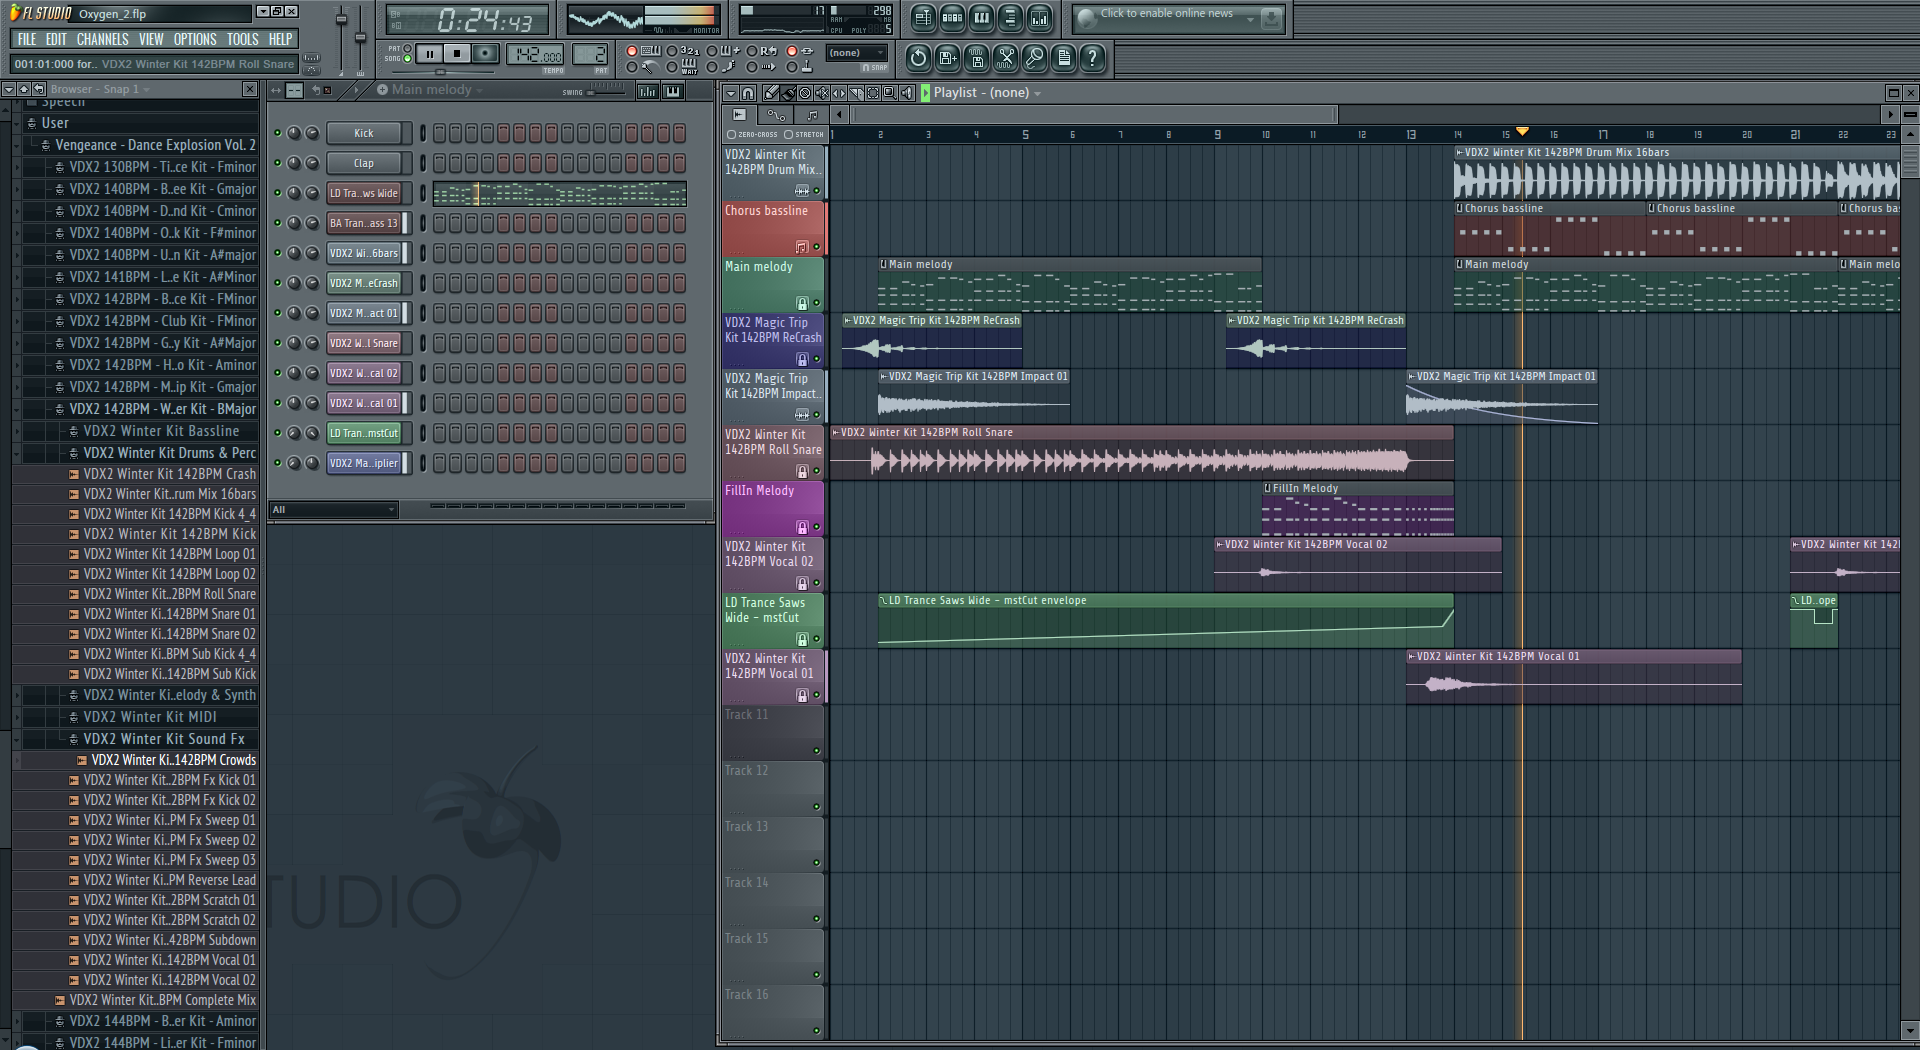 FL STUDIO Oxygen_2.flp
FILE EDIT CHANNELS VIEW OPTIONS TOOLS HELP
001:01:000 for.. VDX2 Winter Kit 142BPM Roll Snare
0:24:43
MONITOR
17 298
RAM
MB
CPU POLY 5
Click to enable online news
PAT
SONG
142.000
TEMPO
2
PAT
321
WAIT
(none)
SNAP
?
Browser - Snap 1
Speech
User
Vengeance - Dance Explosion Vol. 2
VDX2 130BPM - Ti..ce Kit - Fminor
VDX2 140BPM - B..ee Kit - Gmajor
VDX2 140BPM - D..nd Kit - Cminor
VDX2 140BPM - O..k Kit - F#minor
VDX2 140BPM - U..n Kit - A#major
VDX2 141BPM - L..e Kit - A#Minor
VDX2 142BPM - B..ce Kit - FMinor
VDX2 142BPM - Club Kit - FMinor
VDX2 142BPM - G..y Kit - A#Major
VDX2 142BPM - H..o Kit - Aminor
VDX2 142BPM - M..ip Kit - Gmajor
VDX2 142BPM - W..er Kit - BMajor
VDX2 Winter Kit Bassline
VDX2 Winter Kit Drums & Perc
VDX2 Winter Kit 142BPM Crash
VDX2 Winter Kit..rum Mix 16bars
VDX2 Winter Kit 142BPM Kick 4_4
VDX2 Winter Kit 142BPM Kick
VDX2 Winter Kit 142BPM Loop 01
VDX2 Winter Kit 142BPM Loop 02
VDX2 Winter Kit..2BPM Roll Snare
VDX2 Winter Ki..142BPM Snare 01
VDX2 Winter Ki..142BPM Snare 02
VDX2 Winter Ki..BPM Sub Kick 4_4
VDX2 Winter Ki..142BPM Sub Kick
VDX2 Winter Ki..elody & Synth
VDX2 Winter Kit MIDI
VDX2 Winter Kit Sound Fx
VDX2 Winter Ki..142BPM Crowds
VDX2 Winter Kit..2BPM Fx Kick 01
VDX2 Winter Kit..2BPM Fx Kick 02
VDX2 Winter Ki..PM Fx Sweep 01
VDX2 Winter Ki..PM Fx Sweep 02
VDX2 Winter Ki..PM Fx Sweep 03
VDX2 Winter Ki..PM Reverse Lead
VDX2 Winter Kit..2BPM Scratch 01
VDX2 Winter Kit..2BPM Scratch 02
VDX2 Winter Ki..42BPM Subdown
VDX2 Winter Ki..142BPM Vocal 01
VDX2 Winter Ki..142BPM Vocal 02
VDX2 Winter Kit..BPM Complete Mix
VDX2 144BPM - B..er Kit - Aminor
VDX2 144BPM - Li..er Kit - Fminor
Main melody
SWING
Kick
Clap
LD Tra..ws Wide
BA Tran..ass 13
VDX2 Wi..6bars
VDX2 M..eCrash
VDX2 M..act 01
VDX2 W..l Snare
VDX2 W..cal 02
VDX2 W..cal 01
LD Tran..mstCut
VDX2 Ma..iplier
All
TUDIO
Playlist - (none)
ZERO-CROSS STRETCH
1 2 3 4 5 6 7 8 9 10 11 12 13 14 15 16 17 18 19 20 21 22 23
VDX2 Winter Kit
142BPM Drum Mix..
VDX2 Winter Kit 142BPM Drum Mix 16bars
Chorus bassline
Chorus bassline
Chorus bassline
Chorus ba
Main melody
Main melody
Main melody
Main melo
VDX2 Magic Trip
Kit 142BPM ReCrash
VDX2 Magic Trip Kit 142BPM ReCrash
VDX2 Magic Trip Kit 142BPM ReCrash
VDX2 Magic Trip
Kit 142BPM Impact..
VDX2 Magic Trip Kit 142BPM Impact 01
VDX2 Magic Trip Kit 142BPM Impact 01
VDX2 Winter Kit
142BPM Roll Snare
VDX2 Winter Kit 142BPM Roll Snare
FillIn Melody
FillIn Melody
VDX2 Winter Kit
142BPM Vocal 02
VDX2 Winter Kit 142BPM Vocal 02
VDX2 Winter Kit 142
LD Trance Saws
Wide - mstCut
LD Trance Saws Wide - mstCut envelope
LD..ope
VDX2 Winter Kit
142BPM Vocal 01
VDX2 Winter Kit 142BPM Vocal 01
Track 11
Track 12
Track 13
Track 14
Track 15
Track 16